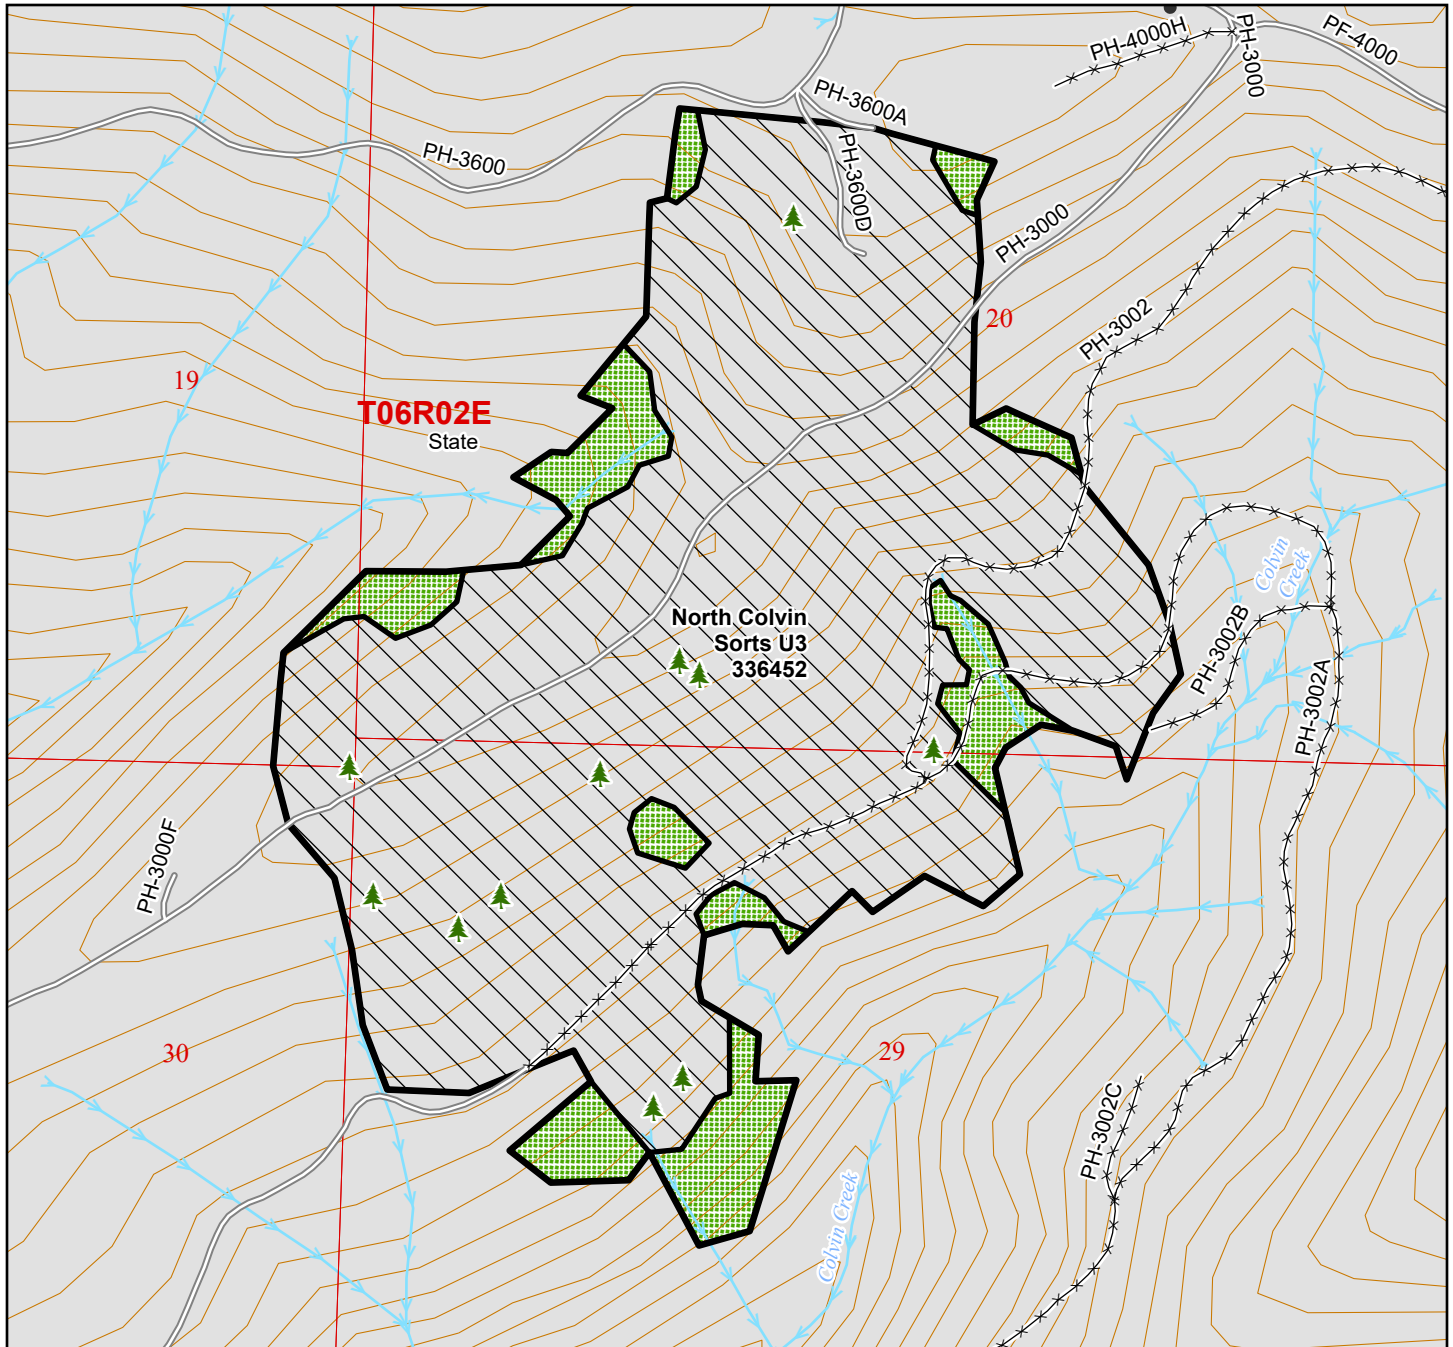 PH-4000H
PH-3000
PF-4000
PH-3600A
PH-3600
PH-3600D
PH-3000
20
PH-3002
19
T06R02E
State
Colvin
Creek
North Colvin
Sorts U3
336452
PH-3002B
PH-3002A
PH-3000F
30
29
PH-3002C
Colvin Creek